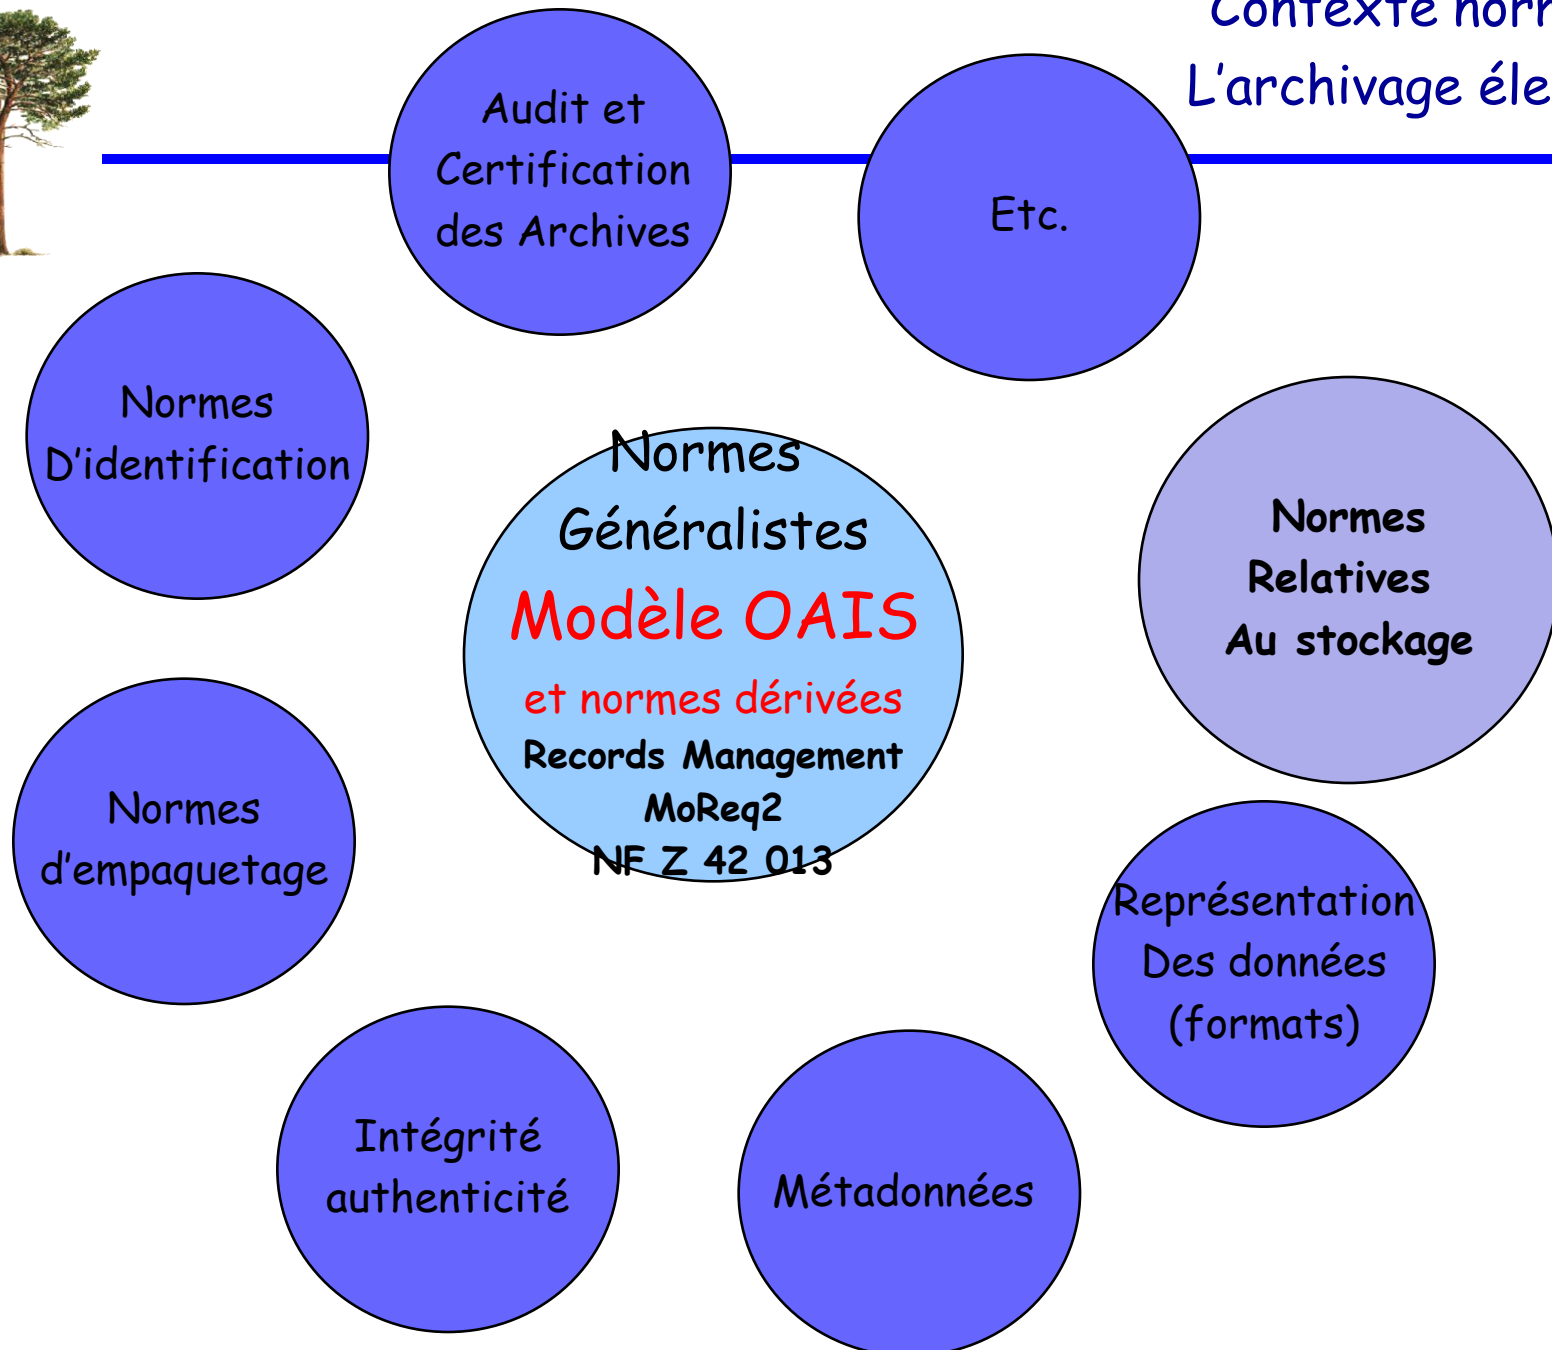 Contexte
L'archivage
Audit et
Certification
des Archives
Etc.
Normes
D'identification
Normes
Généralistes
Modèle OAIS
et normes dérivées
Records Management
MoReq2
NF Z 42 013
Normes
Relatives
Au stockage
Normes
d'empaquetage
Représentation
Des données
(formats)
Intégrité
authenticité
Métadonnées